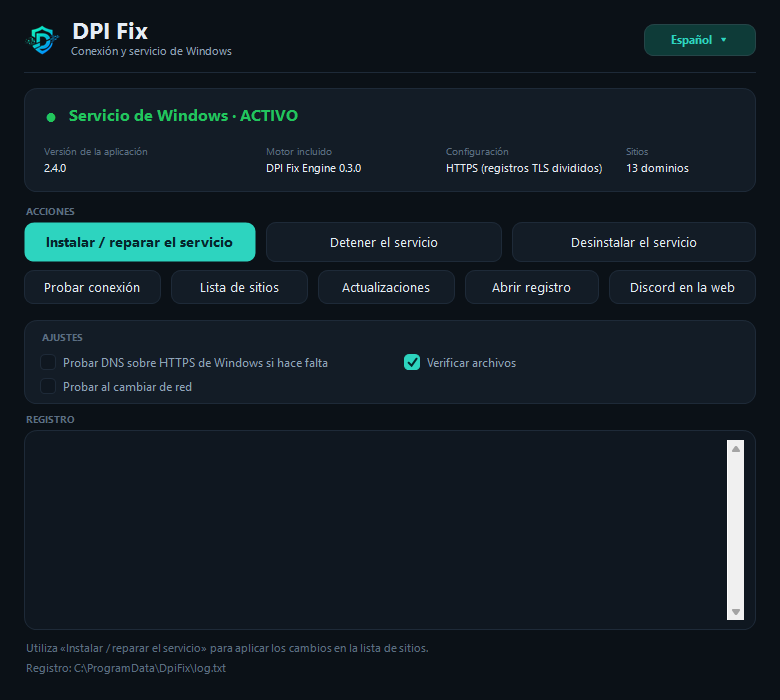 DPI Fix
Conexión y servicio de Windows
Español ▼
Servicio de Windows · ACTIVO
Versión de la aplicación
2.4.0
Motor incluido
DPI Fix Engine 0.3.0
Configuración
HTTPS (registros TLS divididos)
Sitios
13 dominios
ACCIONES
Instalar / reparar el servicio
Detener el servicio
Desinstalar el servicio
Probar conexión
Lista de sitios
Actualizaciones
Abrir registro
Discord en la web
AJUSTES
Probar DNS sobre HTTPS de Windows si hace falta
Verificar archivos
Probar al cambiar de red
REGISTRO
Utiliza «Instalar / reparar el servicio» para aplicar los cambios en la lista de sitios.
Registro: C:\ProgramData\DpiFix\log.txt